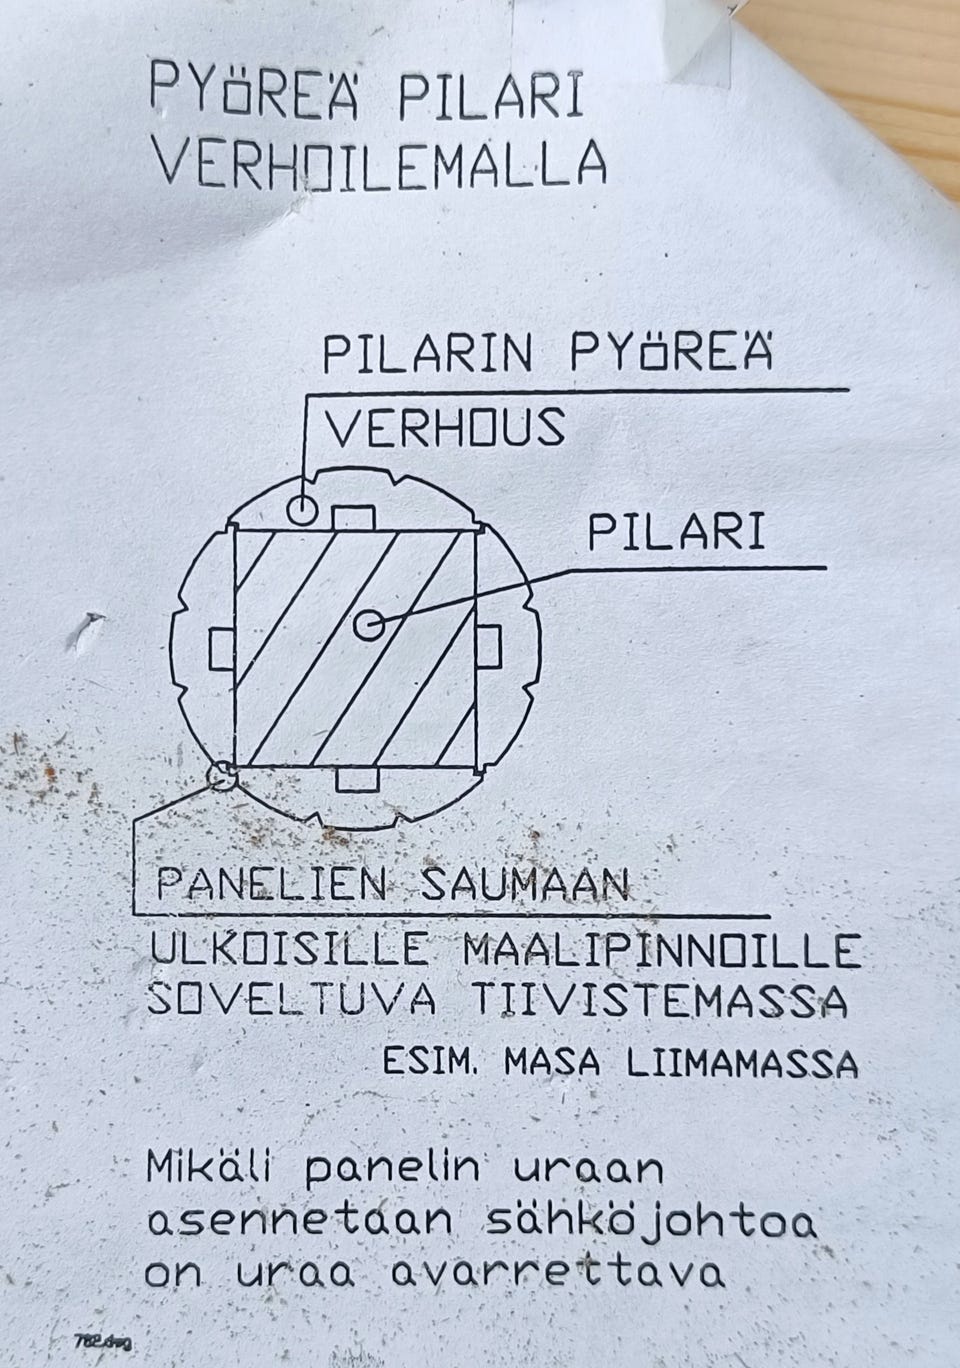 PYÖREÄ PILARI
VERHOILEMALLA
PILARIN PYÖREÄ
VERHOUS
PILARI
PANELIEN SAUMAAN
ULKOISILLE MAALIPINNOILLE
SOVELTUVA TIIVISTEMASSA
ESIM. MASA LIIMAMASSA
Mikäli panelin uraan
asennetaan sähköjohtoa
on uraa avarrettava